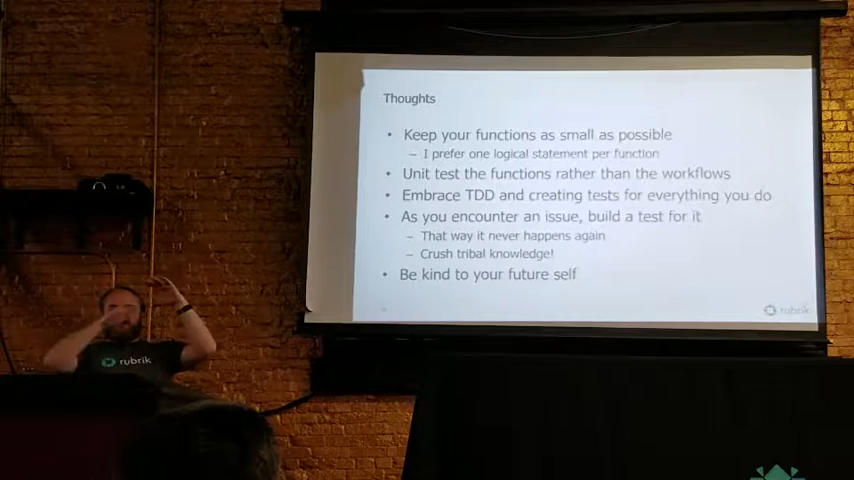 Thoughts
• Keep your functions as small as possible
– I prefer one logical statement per function
• Unit test the functions rather than the workflows
• Embrace TDD and creating tests for everything you do
• As you encounter an issue, build a test for it
– That way it never happens again
– Crush tribal knowledge!
• Be kind to your future self
rubrik
rubrik